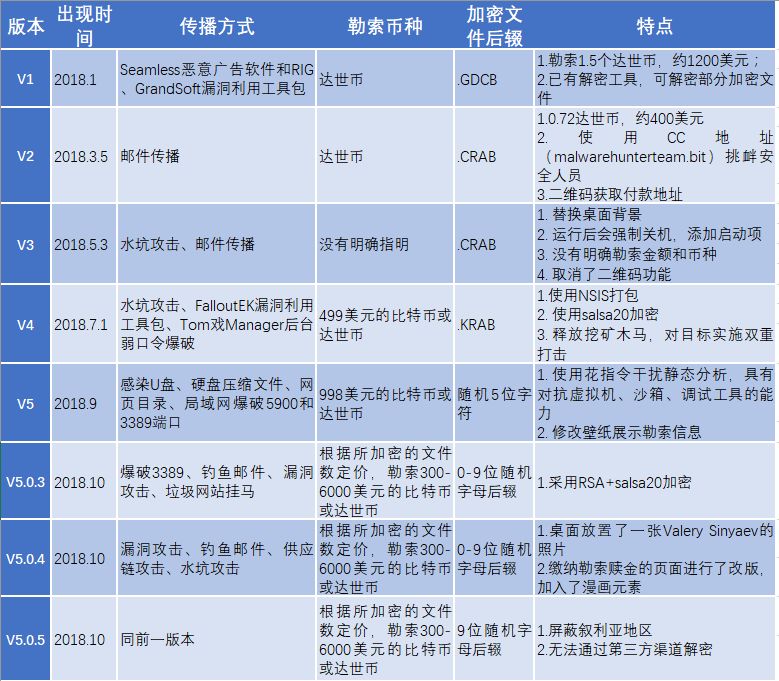 版本
出现时
间
传播方式
勒索币种
加密文
件后辍
特点
V1
2018.1
Seamless恶意广告软件和RIG
、GrandSoft漏洞利用工具包
达世币
.GDCB
1.勒索1.5个达世币，约1200美元；
2.已有解密工具，可解密部分加密文
件
V2
2018.3.5
邮件传播
达世币
.CRAB
1.0.72达世币，约400美元
2. 使用CC地址
（malwarehunterteam.bit）挑衅安
全人员
3.二维码获取付款地址
V3
2018.5.3
水坑攻击、邮件传播
没有明确指明
.CRAB
1. 替换桌面背景
2. 运行后会强制关机，添加启动项
3. 没有明确勒索金额和币种
4. 取消了二维码功能
V4
2018.7.1
水坑攻击、FalloutEK漏洞利用
工具包、Tom戏Manager后台
弱口令爆破
499美元的比特币或
达世币
.KRAB
1.使用NSIS打包
2. 使用salsa20加密
3. 释放挖矿木马，对目标实施双重
打击
V5
2018.9
感染U盘、硬盘压缩文件、网
页目录、局域网爆破5900和
3389端口
998美元的比特币或
达世币
随机5位字
符
1. 使用花指令干扰静态分析，具有
对抗虚拟机、沙箱、调试工具的能
力
2. 修改壁纸展示勒索信息
V5.0.3
2018.10
爆破3389、钓鱼邮件、漏洞
攻击、垃圾网站挂马
根据所加密的文件
数定价，勒索300-
6000美元的比特币
或达世币
0-9位随机
字母后辍
1.采用RSA+salsa20加密
V5.0.4
2018.10
漏洞攻击、钓鱼邮件、供应
链攻击、水坑攻击
根据所加密的文件
数定价，勒索300-
6000美元的比特币
或达世币
0-9位随机
字母后辍
1.桌面放置了一张Valery Sinyaev的
照片
2.缴纳勒索赎金的页面进行了改版，
加入了漫画元素
V5.0.5
2018.10
同前一版本
根据所加密的文件
数定价，勒索300-
6000美元的比特币
或达世币
9位随机字
母后辍
1.屏蔽叙利亚地区
2.无法通过第三方渠道解密